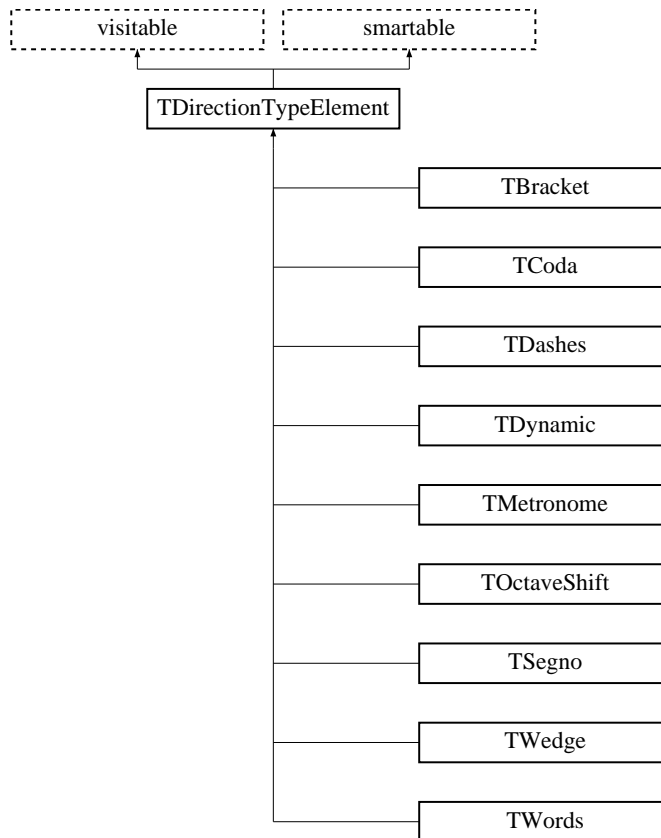 visitable
smartable
TDirectionTypeElement
TBracket
TCoda
TDashes
TDynamic
TMetronome
TOctaveShift
TSegno
TWedge
TWords